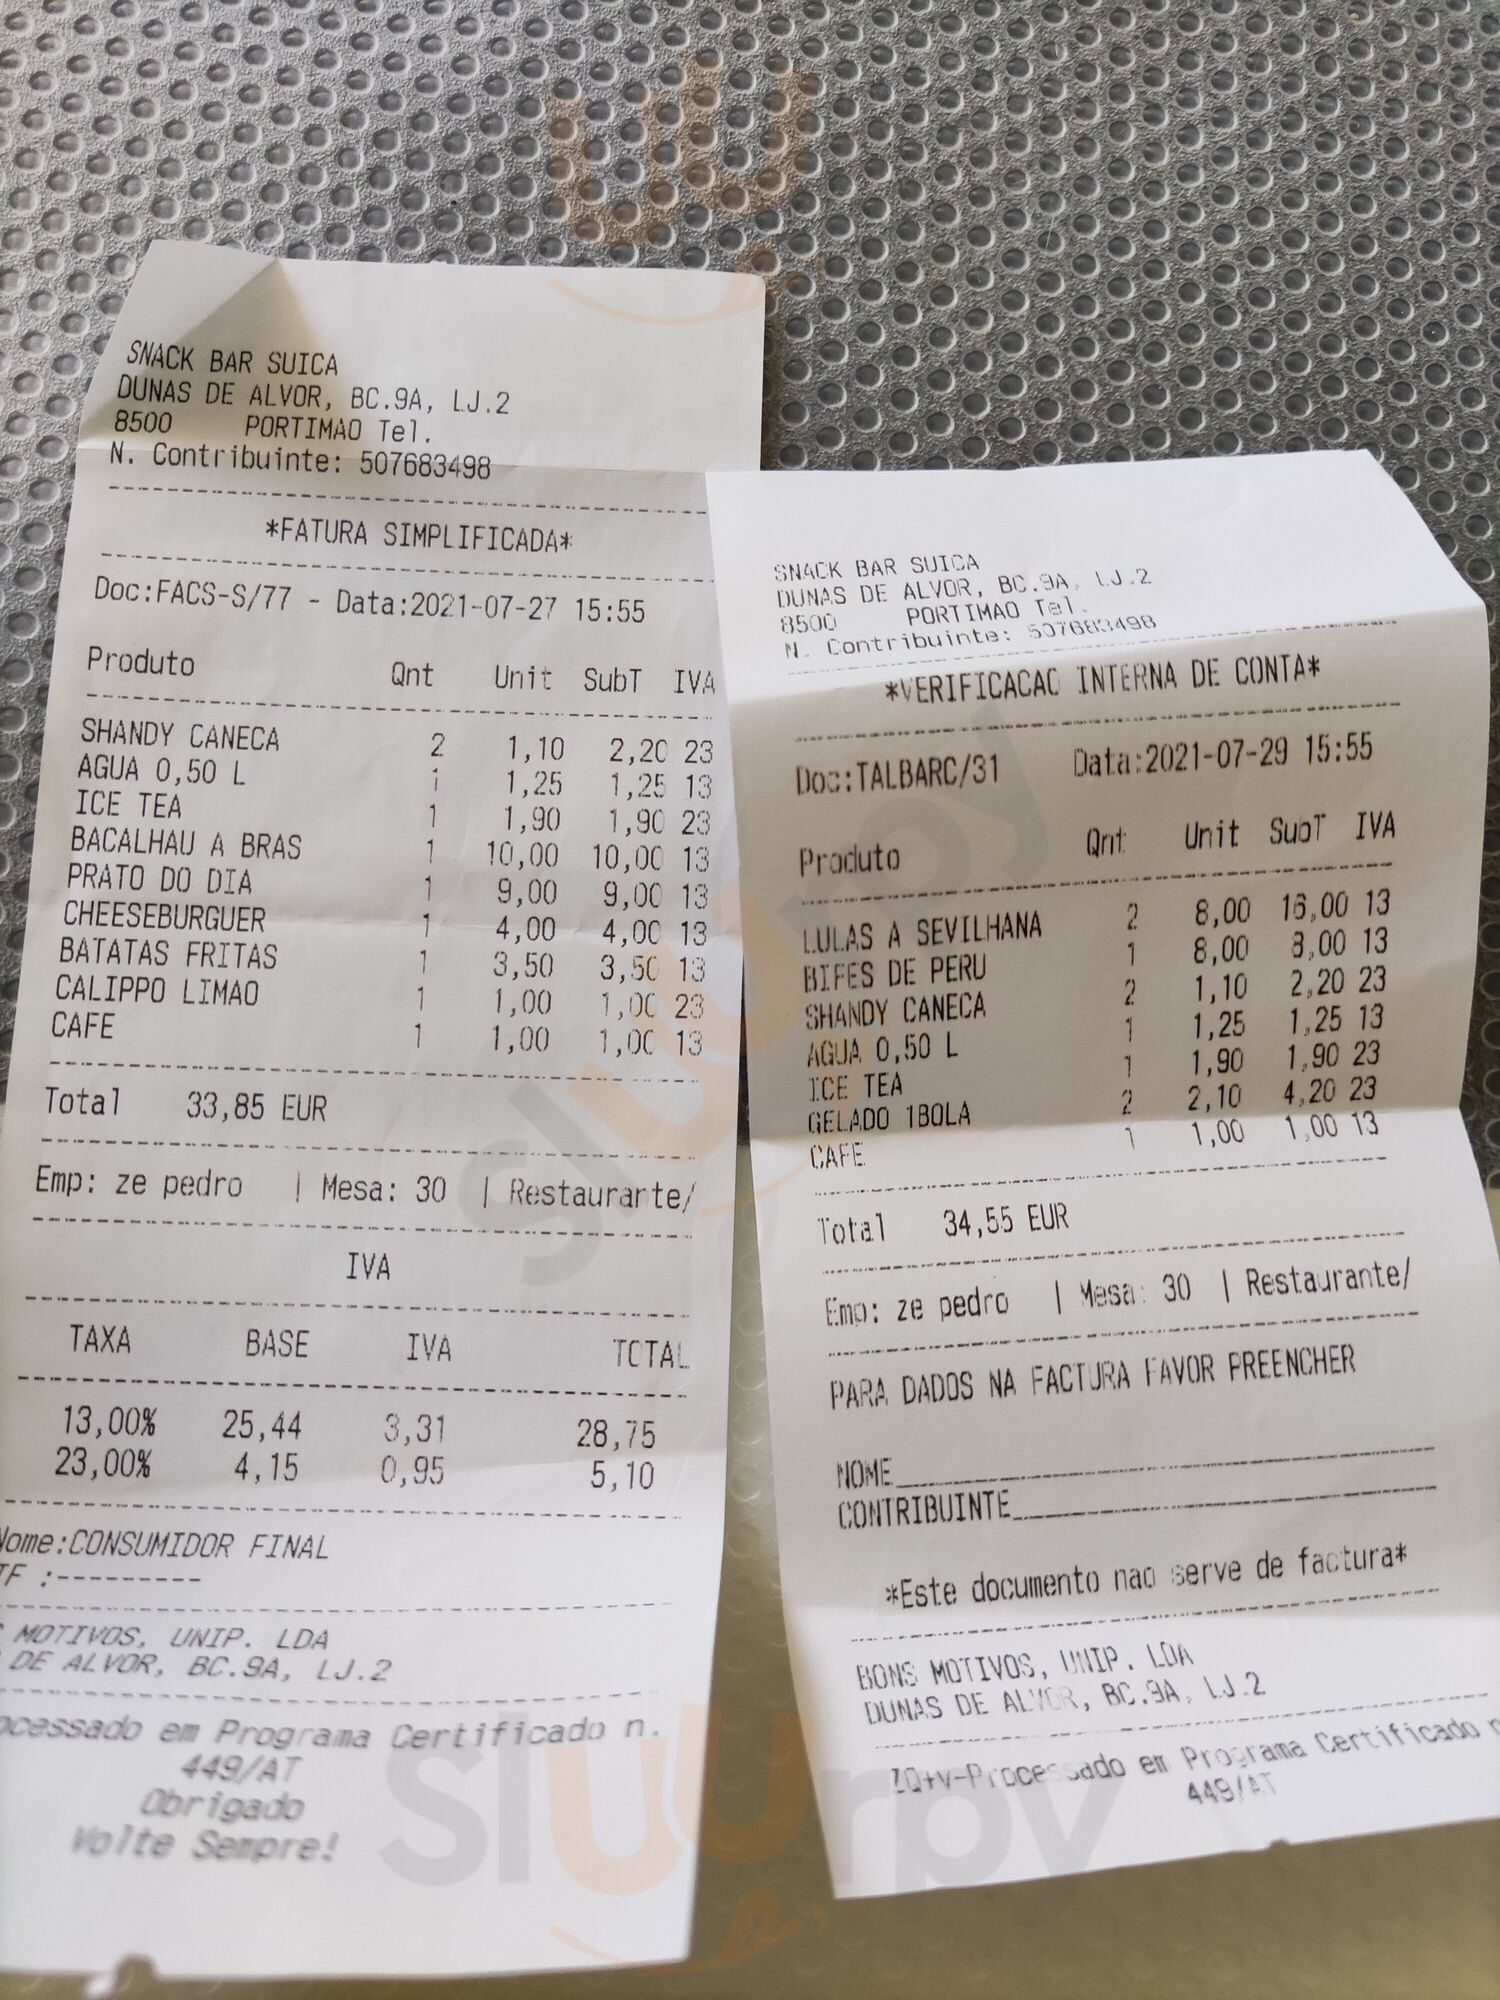 SNACK BAR SUICA
DUNAS DE ALVOR, BC.9A, LJ.2
8500 PORTIMAO Tel.
N. Contribuinte: 507683498
*FATURA SIMPLIFICADA*
Doc:FACS-S/77 - Data:2021-07-27 15:55
Produto Qnt Unit SubT IVA
SHANDY CANECA 2 1,10 2,20 23
AGUA 0,50 L 1 1,25 1,25 13
ICE TEA 1 1,90 1,90 23
BACALHAU A BRAS 1 10,00 10,00 13
PRATO DO DIA 1 9,00 9,00 13
CHEESEBURGUER 1 4,00 4,00 13
BATATAS FRITAS 1 3,50 3,50 13
CALIPPO LIMAO 1 1,00 1,00 23
CAFE 1 1,00 1,00 13
Total 33,85 EUR
Emp: ze pedro | Mesa: 30 | Restaurante/
IVA
TAXA BASE IVA TOTAL
13,00% 25,44 3,31 28,75
23,00% 4,15 0,95 5,10
Nome:CONSUMIDOR FINAL
IF :---------
MOTIVOS, UNIP. LDA
DE ALVOR, BC.9A, LJ.2
ocessado em Programa Certificado n.
449/AT
Obrigado
Volte Sempre!
SNACK BAR SUICA
DUNAS DE ALVOR, BC.9A, LJ.2
8500 PORTIMAO Tel.
N. Contribuinte: 507683498
*VERIFICACAO INTERNA DE CONTA*
Doc:TALBARC/31 Data:2021-07-29 15:55
Produto Qnt Unit SubT IVA
LULAS A SEVILHANA 2 8,00 16,00 13
BIFES DE PERU 1 8,00 8,00 13
SHANDY CANECA 2 1,10 2,20 23
AGUA 0,50 L 1 1,25 1,25 13
ICE TEA 1 1,90 1,90 23
GELADO 1BOLA 2 2,10 4,20 23
CAFE 1 1,00 1,00 13
Total 34,55 EUR
Emp: ze pedro | Mesa: 30 | Restaurante/
PARA DADOS NA FACTURA FAVOR PREENCHER
NOME
CONTRIBUINTE
*Este documento nao serve de factura*
BONS MOTIVOS, UNIP. LDA
DUNAS DE ALVOR, BC.9A, LJ.2
ZQ+v-Processado em Programa Certificado n
449/AT
sluurpy
sluurpy